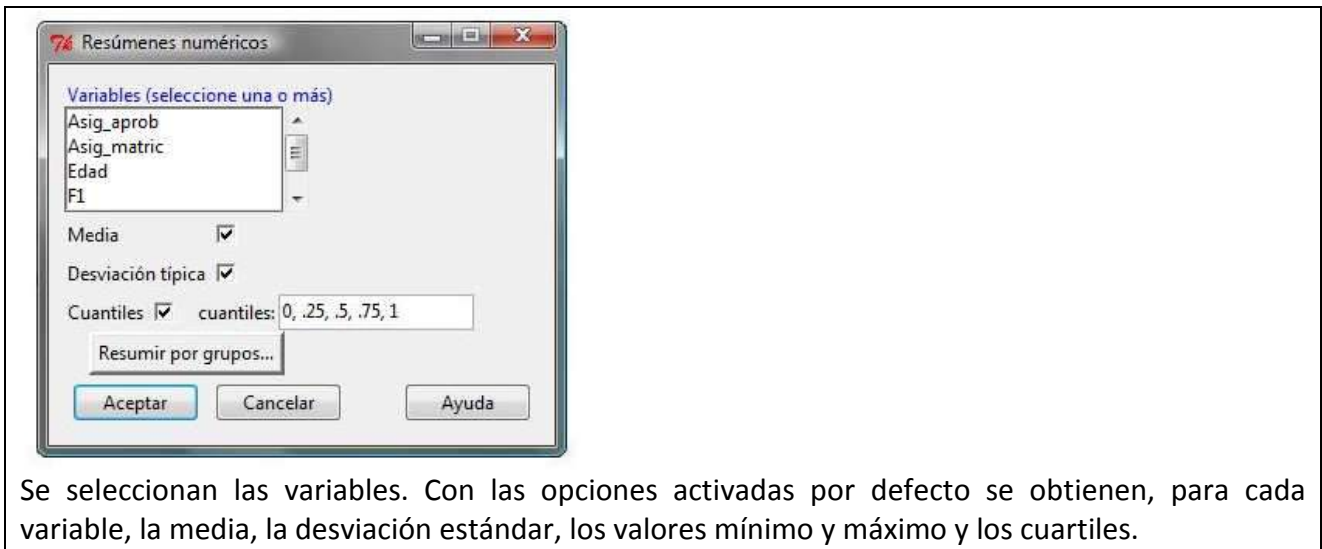 Resúmenes numéricos
Variables (seleccione una o más)
Asig_aprob
Asig_matric
Edad
F1
Media
Desviación típica
Cuantiles cuantiles: 0, .25, .5, .75, 1
Resumir por grupos...
Aceptar Cancelar Ayuda
Se seleccionan las variables. Con las opciones activadas por defecto se obtienen, para cada
variable, la media, la desviación estándar, los valores mínimo y máximo y los cuartiles.